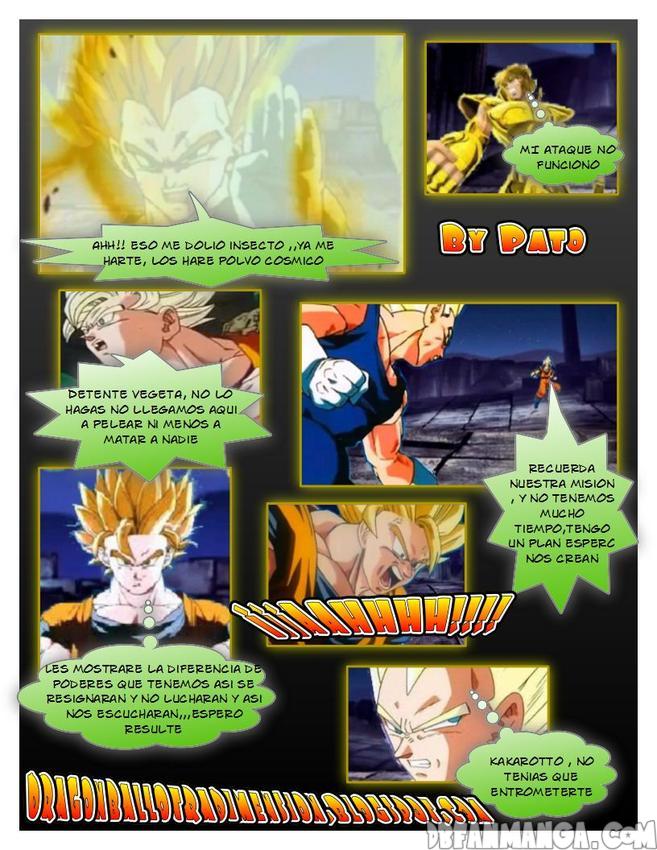 MI ATAQUE NO
FUNCIONO
AHH!! ESO ME DOLIO INSECTO ,,YA ME
HARTE, LOS HARE POLVO COSMICO
BY PATO
DETENTE VEGETA, NO LO
HAGAS NO LLEGAMOS AQUI
A PELEAR NI MENOS A
MATAR A NADIE
RECUERDA
NUESTRA MISION
, Y NO TENEMOS
MUCHO
TIEMPO,TENGO
UN PLAN ESPERO
NOS CREAN
¡¡¡AAHHHH!!!!
LES MOSTRARE LA DIFERENCIA DE
PODERES QUE TENEMOS ASI SE
RESIGNARAN Y NO LUCHARAN Y ASI
NOS ESCUCHARAN,,,ESPERO
RESULTE
KAKAROTTO , NO
TENIAS QUE
ENTROMETERTE
DRAGONBALLOTRADIMENSION.BLOGSPOT.COM
DBFANMANGA.COM